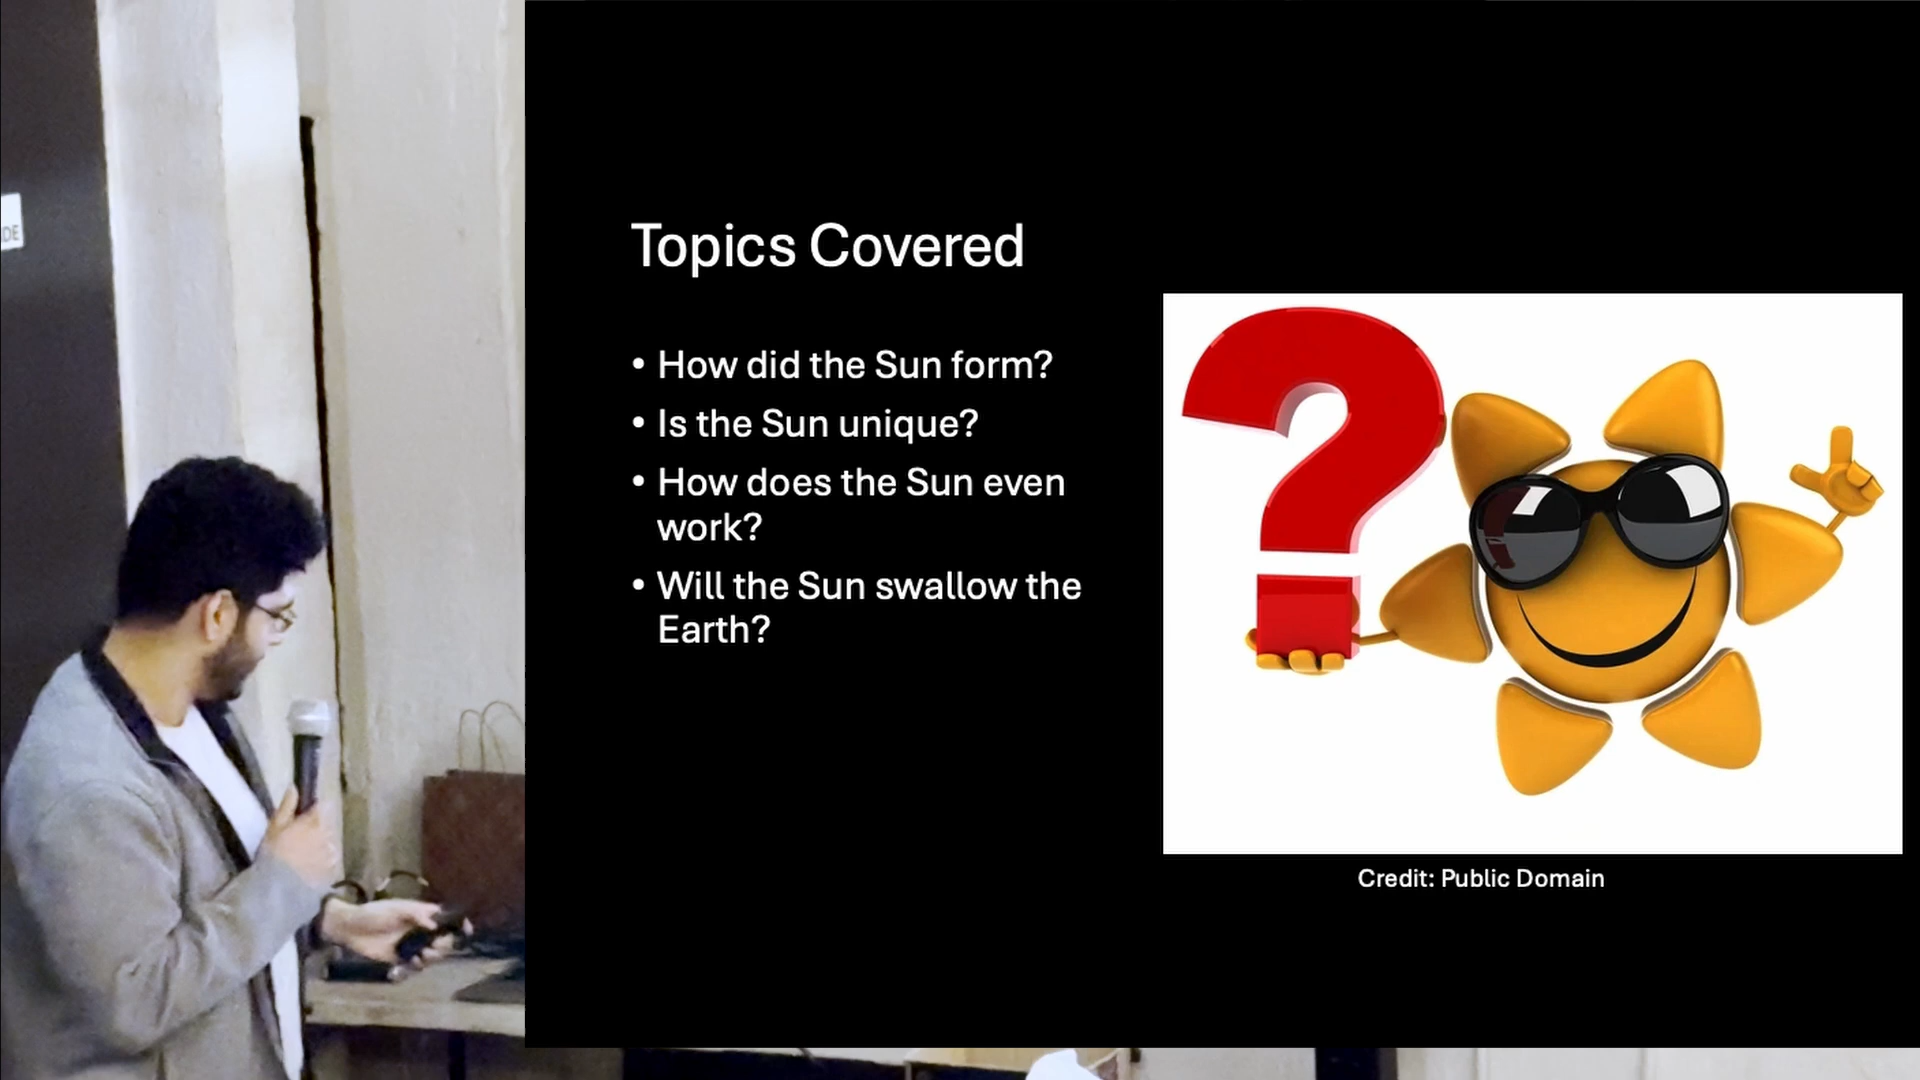 DE
Topics Covered
• How did the Sun form?
• Is the Sun unique?
• How does the Sun even
work?
• Will the Sun swallow the
Earth?
Credit: Public Domain